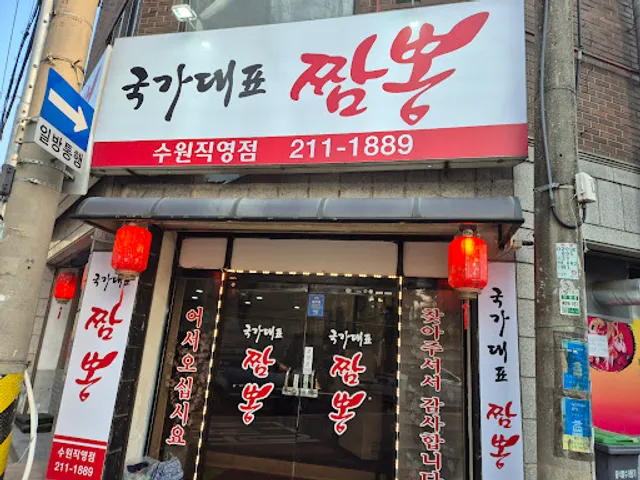 국가대표 짬뽕
수원직영점 211-1889
일방통행
국가대표
짬뽕
수원직영점
211-1889
어서오십시요
국가대표
짬뽕
국가대표
짬뽕
찾아주셔서 감사합니다
국가대표
짬뽕